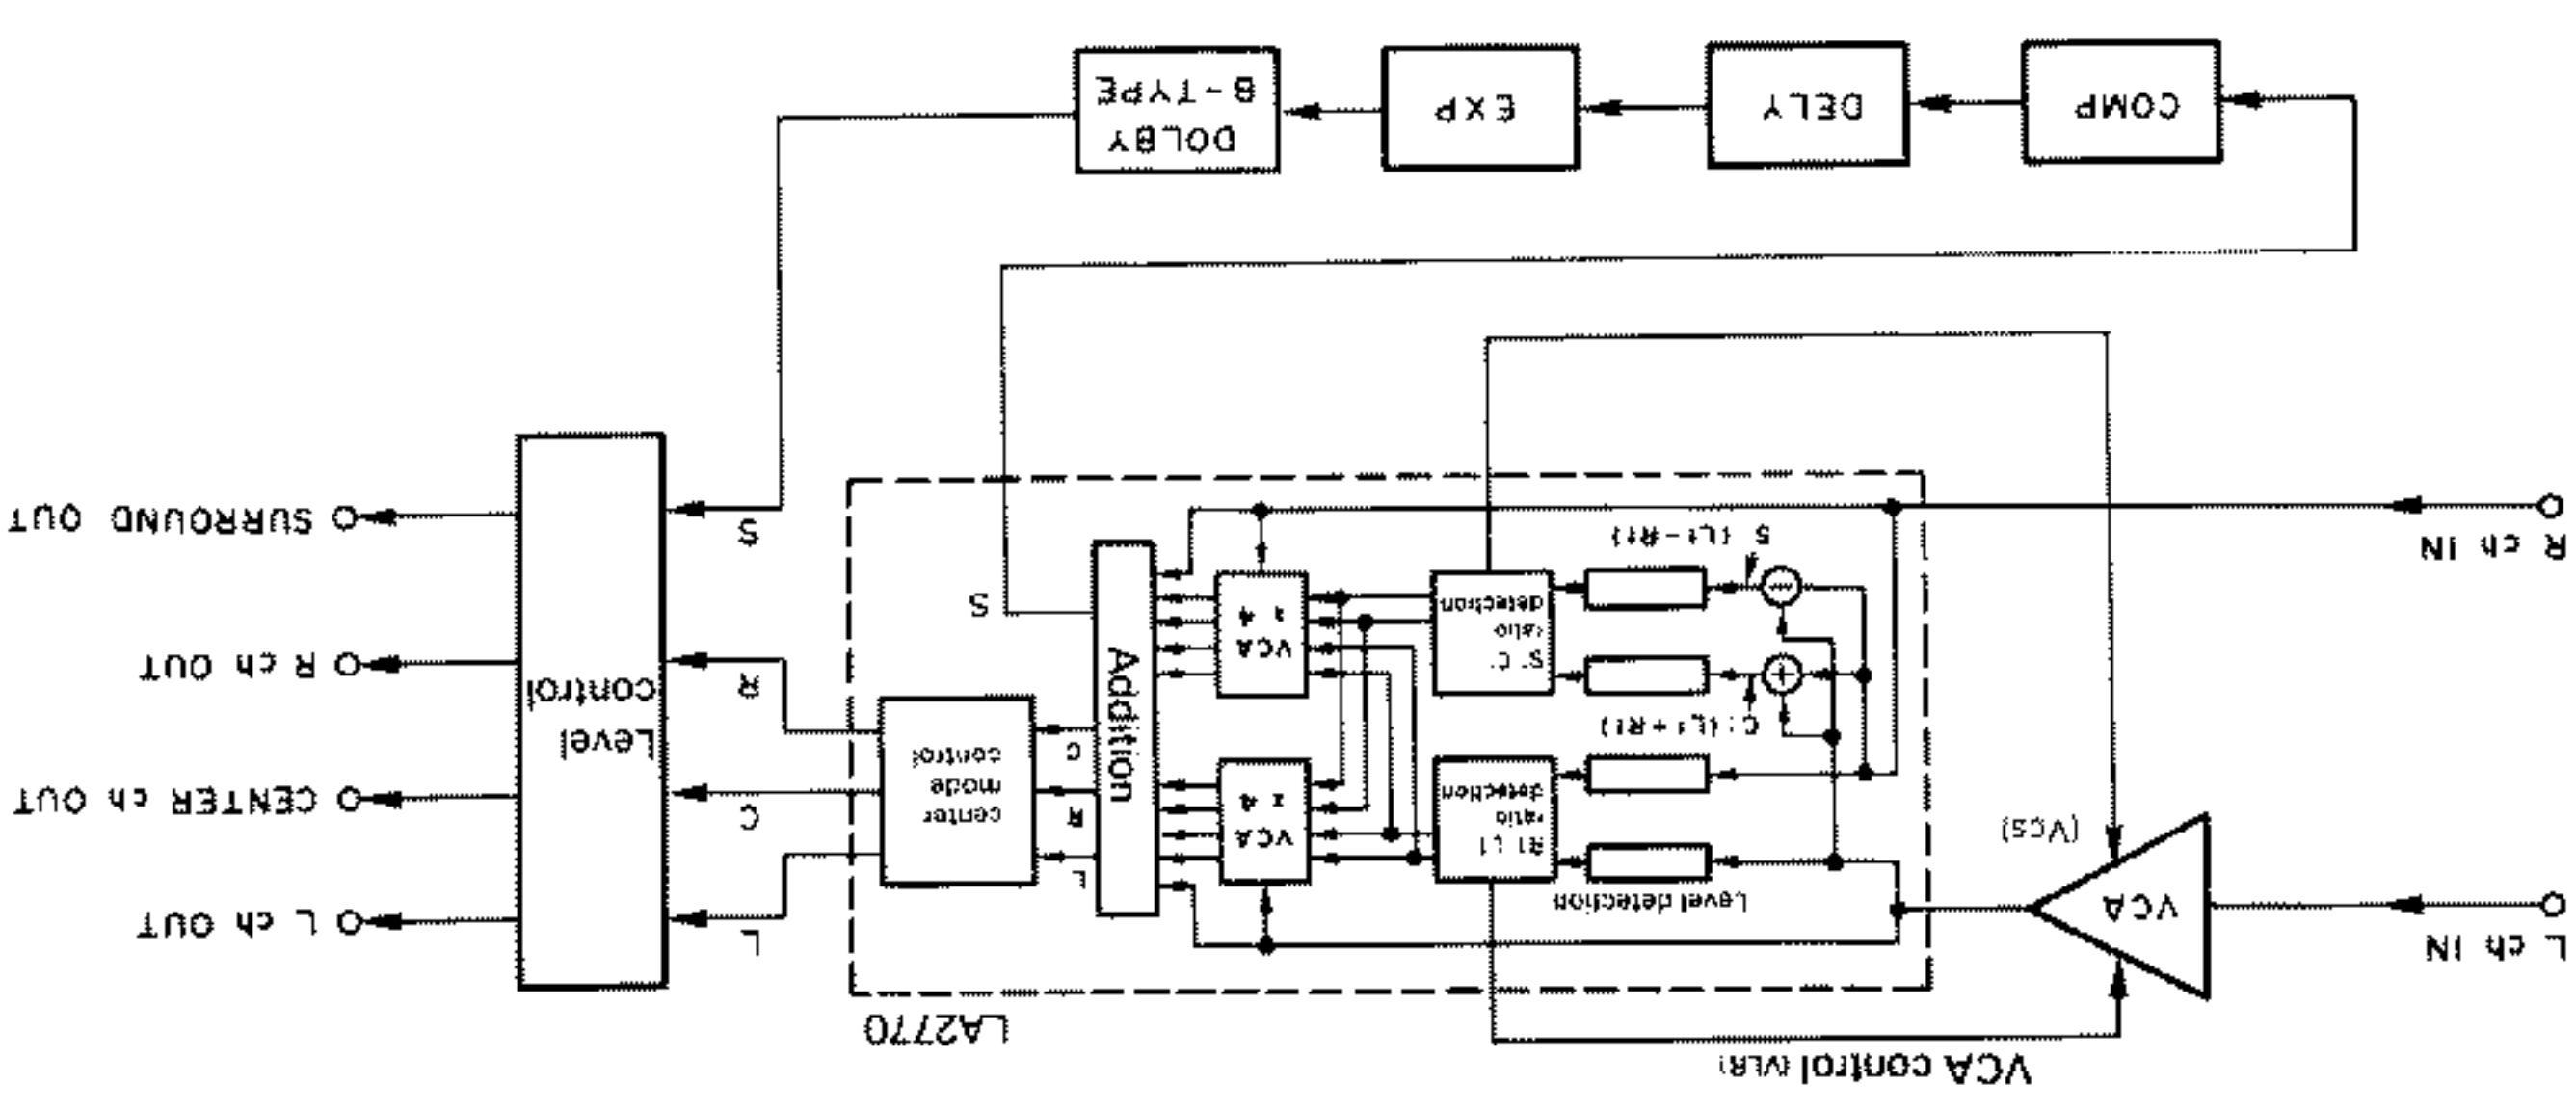 VCA control (VLR)
LA2770
L ch IN
VCA
(VCS)
Level detection
Rt Lt
ratio
detection
VCA
x 4
L
R
C
Addition
center
mode
control
L
C
R
S
Level
control
L ch OUT
CENTER ch OUT
R ch OUT
SURROUND OUT
C (Lt + Rt)
S (Lt - Rt)
S' C'
ratio
detection
VCA
x 4
S
R ch IN
COMP
DELY
EXP
DOLBY
B-TYPE